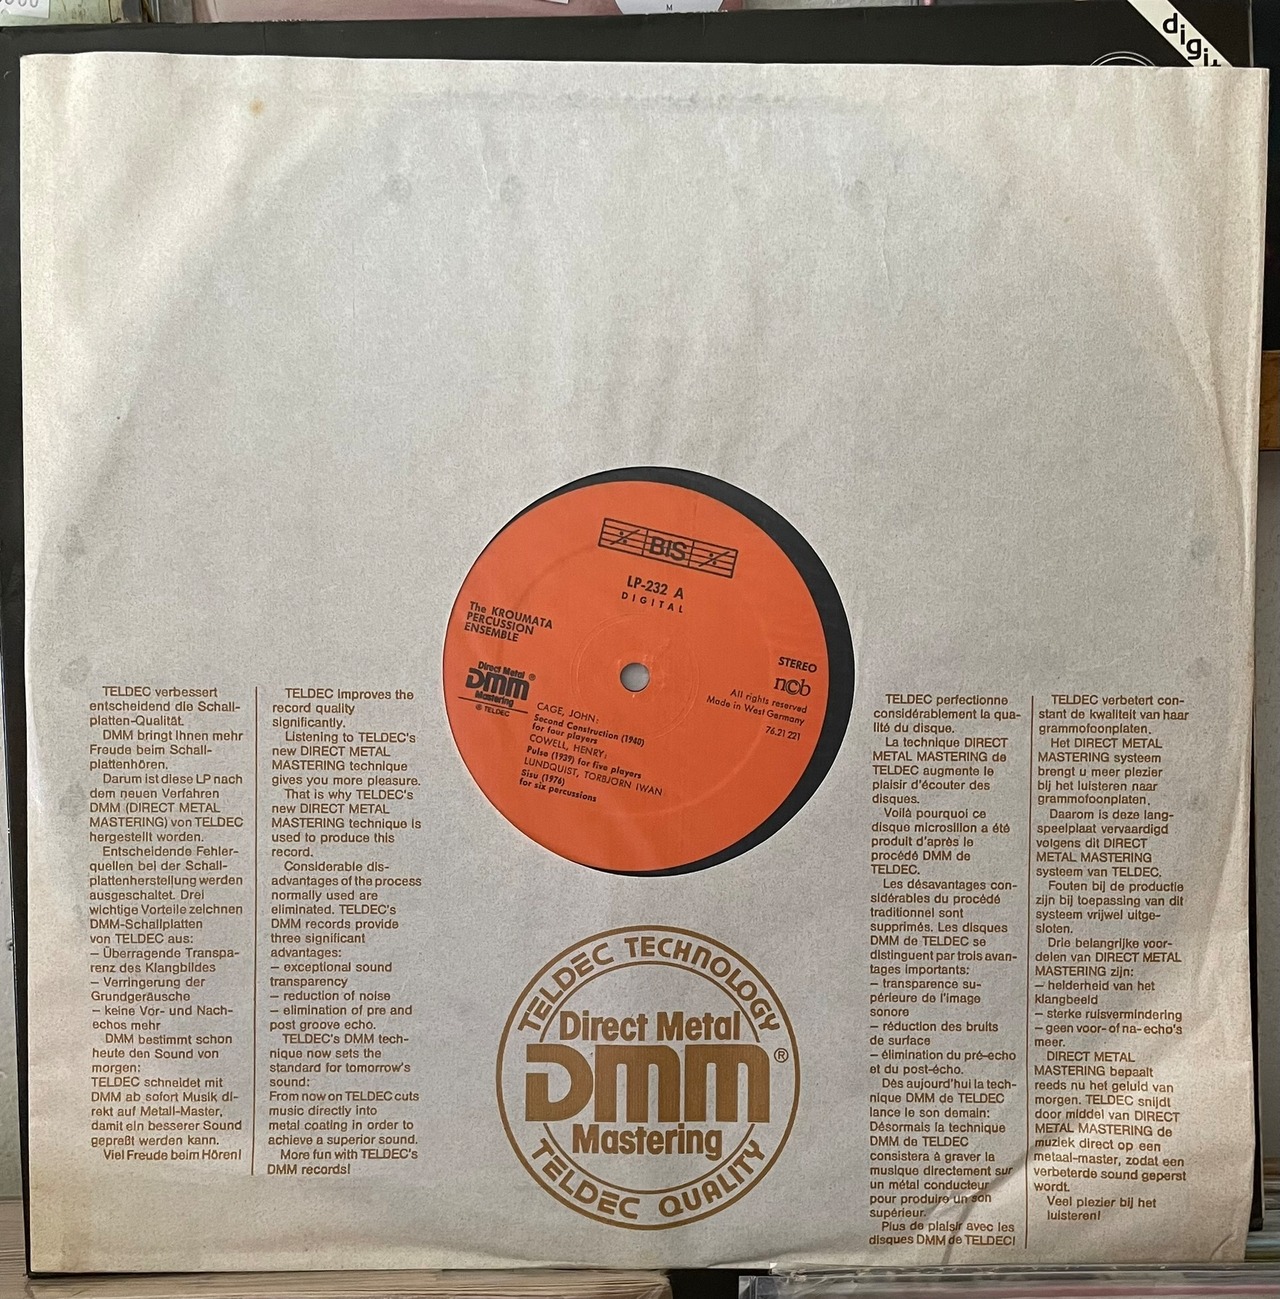 digit
BIS
LP-232 A
DIGITAL
The KROUMATA
PERCUSSION
ENSEMBLE
Direct Metal
DMM®
Mastering
® TELDEC
STEREO
ncb
All rights reserved
Made in West Germany
76.21 221
CAGE, JOHN:
Second Construction (1940)
for four players
COWELL, HENRY:
Pulse (1939) for five players
LUNDQUIST, TORBJORN IWAN
Sisu (1976)
for six percussions
TELDEC verbessert
entscheidend die Schall-
platten-Qualität.
DMM bringt Ihnen mehr
Freude beim Schall-
plattenhören.
Darum ist diese LP nach
dem neuen Verfahren
DMM (DIRECT METAL
MASTERING) von TELDEC
hergestellt worden.
Entscheidende Fehler-
quellen bei der Schall-
plattenherstellung werden
ausgeschaltet. Drei
wichtige Vorteile zeichnen
DMM-Schallplatten
von TELDEC aus:
– Überragende Transpa-
renz des Klangbildes
– Verringerung der
Grundgeräusche
– keine Vor- und Nach-
echos mehr
DMM bestimmt schon
heute den Sound von
morgen:
TELDEC schneidet mit
DMM ab sofort Musik di-
rekt auf Metall-Master,
damit ein besserer Sound
gepreßt werden kann.
Viel Freude beim Hören!
TELDEC improves the
record quality
significantly.
Listening to TELDEC's
new DIRECT METAL
MASTERING technique
gives you more pleasure.
That is why TELDEC's
new DIRECT METAL
MASTERING technique is
used to produce this
record.
Considerable dis-
advantages of the process
normally used are
eliminated. TELDEC's
DMM records provide
three significant
advantages:
– exceptional sound
transparency
– reduction of noise
– elimination of pre and
post groove echo.
TELDEC's DMM tech-
nique now sets the
standard for tomorrow's
sound:
From now on TELDEC cuts
music directly into
metal coating in order to
achieve a superior sound.
More fun with TELDEC's
DMM records!
TELDEC TECHNOLOGY
Direct Metal
DMM®
Mastering
TELDEC QUALITY
TELDEC perfectionne
considérablement la qua-
lité du disque.
La technique DIRECT
METAL MASTERING de
TELDEC augmente le
plaisir d'écouter des
disques.
Voilà pourquoi ce
disque microsillon a été
produit d'après le
procédé DMM de
TELDEC.
Les désavantages con-
sidérables du procédé
traditionnel sont
supprimés. Les disques
DMM de TELDEC se
distinguent par trois avan-
tages importants:
– transparence su-
périeure de l'image
sonore
– réduction des bruits
de surface
– élimination du pré-écho
et du post-écho.
Dès aujourd'hui la tech-
nique DMM de TELDEC
lance le son demain:
Désormais la technique
DMM de TELDEC
consistera à graver la
musique directement sur
un métal conducteur
pour produire un son
supérieur.
Plus de plaisir avec les
disques DMM de TELDEC!
TELDEC verbetert con-
stant de kwaliteit van haar
grammofoonplaten.
Het DIRECT METAL
MASTERING systeem
brengt u meer plezier
bij het luisteren naar
grammofoonplaten.
Daarom is deze lang-
speelplaat vervaardigd
volgens dit DIRECT
METAL MASTERING
systeem van TELDEC.
Fouten bij de productie
zijn bij toepassing van dit
systeem vrijwel uitge-
sloten.
Drie belangrijke voor-
delen van DIRECT METAL
MASTERING zijn:
– helderheid van het
klangbeeld
– sterke ruisvermindering
– geen voor- of na-echo's
meer.
DIRECT METAL
MASTERING bepaalt
reeds nu het geluid van
morgen. TELDEC snijdt
door middel van DIRECT
METAL MASTERING de
muziek direct op een
metaal-master, zodat een
verbeterde sound geperst
wordt.
Veel plezier bij het
luisteren!